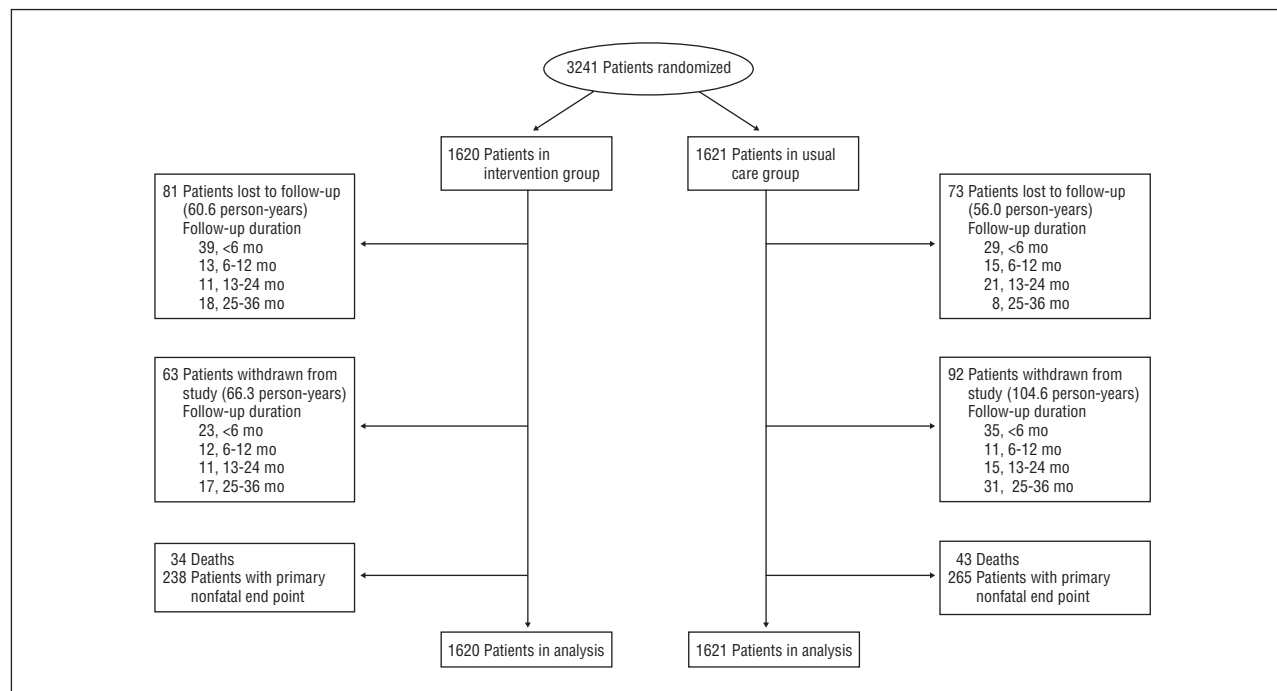 3241 Patients randomized
1620 Patients in
intervention group
1621 Patients in usual
care group
81 Patients lost to follow-up
(60.6 person-years)
Follow-up duration
39, <6 mo
13, 6-12 mo
11, 13-24 mo
18, 25-36 mo
73 Patients lost to follow-up
(56.0 person-years)
Follow-up duration
29, <6 mo
15, 6-12 mo
21, 13-24 mo
8, 25-36 mo
63 Patients withdrawn from
study (66.3 person-years)
Follow-up duration
23, <6 mo
12, 6-12 mo
11, 13-24 mo
17, 25-36 mo
92 Patients withdrawn from
study (104.6 person-years)
Follow-up duration
35, <6 mo
11, 6-12 mo
15, 13-24 mo
31, 25-36 mo
34 Deaths
238 Patients with primary
nonfatal end point
43 Deaths
265 Patients with primary
nonfatal end point
1620 Patients in analysis
1621 Patients in analysis